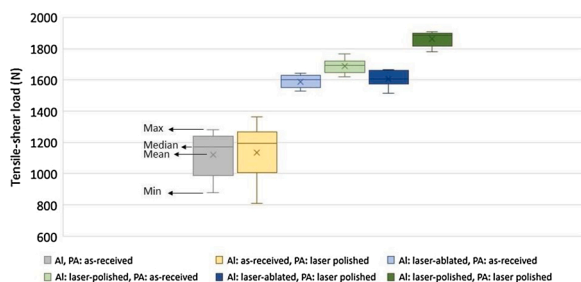 2000
1800
1600
1400
1200
1000
800
600
Tensile-shear load (N)
Max
Median
Mean
Min
Al, PA: as-received
Al: as-received, PA: laser polished
Al: laser-ablated, PA: as-received
Al: laser-polished, PA: as-received
Al: laser-ablated, PA: laser polished
Al: laser-polished, PA: laser polished